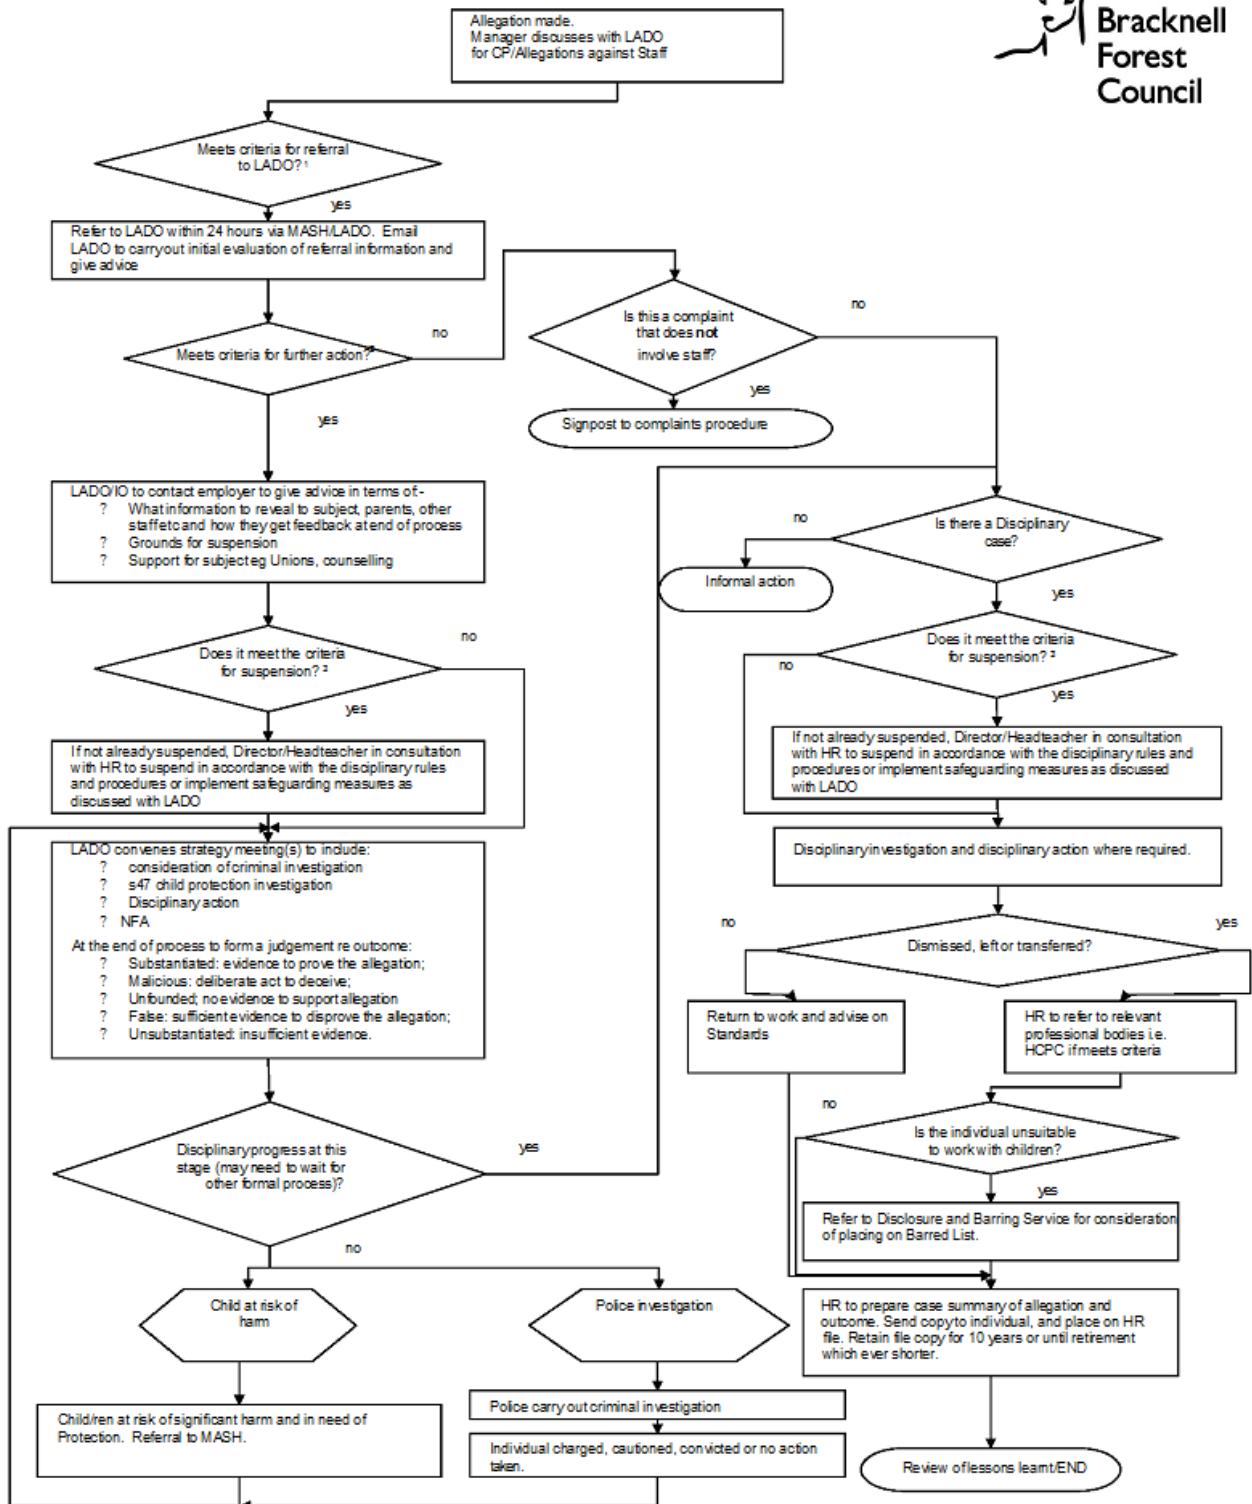 Allegation made.
Manager discusses with LADO
for CP/Allegations against Staff
Bracknell
Forest
Council
Meets criteria for referral
to LADO? ¹
yes
Refer to LADO within 24 hours via MASH/LADO. Email
LADO to carryout initial evaluation of referral information and
give advice
no
Meets criteria for further action?
yes
Is this a complaint
that does not
involve staff?
no
yes
Signpost to complaints procedure
LADO/IO to contact employer to give advice in terms of:-
? What information to reveal to subject, parents, other
staff etc and how they get feedback at end of process
? Grounds for suspension
? Support for subject eg Unions, counselling
no
Is there a Disciplinary
case?
Informal action
yes
Does it meet the criteria
for suspension? ³
no
yes
Does it meet the criteria
for suspension? ³
no
yes
If not already suspended, Director/Headteacher in consultation
with HR to suspend in accordance with the disciplinary rules
and procedures or implement safeguarding measures as
discussed with LADO
If not already suspended, Director/Headteacher in consultation
with HR to suspend in accordance with the disciplinary rules and
procedures or implement safeguarding measures as discussed
with LADO
LADO convenes strategy meeting(s) to include:
? consideration of criminal investigation
? s47 child protection investigation
? Disciplinary action
? NFA
At the end of process to form a judgement re outcome:
? Substantiated: evidence to prove the allegation;
? Malicious: deliberate act to deceive;
? Unfounded; no evidence to support allegation
? False: sufficient evidence to disprove the allegation;
? Unsubstantiated: insufficient evidence.
Disciplinary investigation and disciplinary action where required.
no
yes
Dismissed, left or transferred?
Return to work and advise on
Standards
HR to refer to relevant
professional bodies i.e.
HCPC if meets criteria
Disciplinary progress at this
stage (may need to wait for
other formal process)?
yes
no
no
Is the individual unsuitable
to work with children?
yes
Refer to Disclosure and Barring Service for consideration
of placing on Barred List.
Child at risk of
harm
Police investigation
HR to prepare case summary of allegation and
outcome. Send copy to individual, and place on HR
file. Retain file copy for 10 years or until retirement
which ever shorter.
Child/ren at risk of significant harm and in need of
Protection. Referral to MASH.
Police carry out criminal investigation
Individual charged, cautioned, convicted or no action
taken.
Review of lessons learnt/END